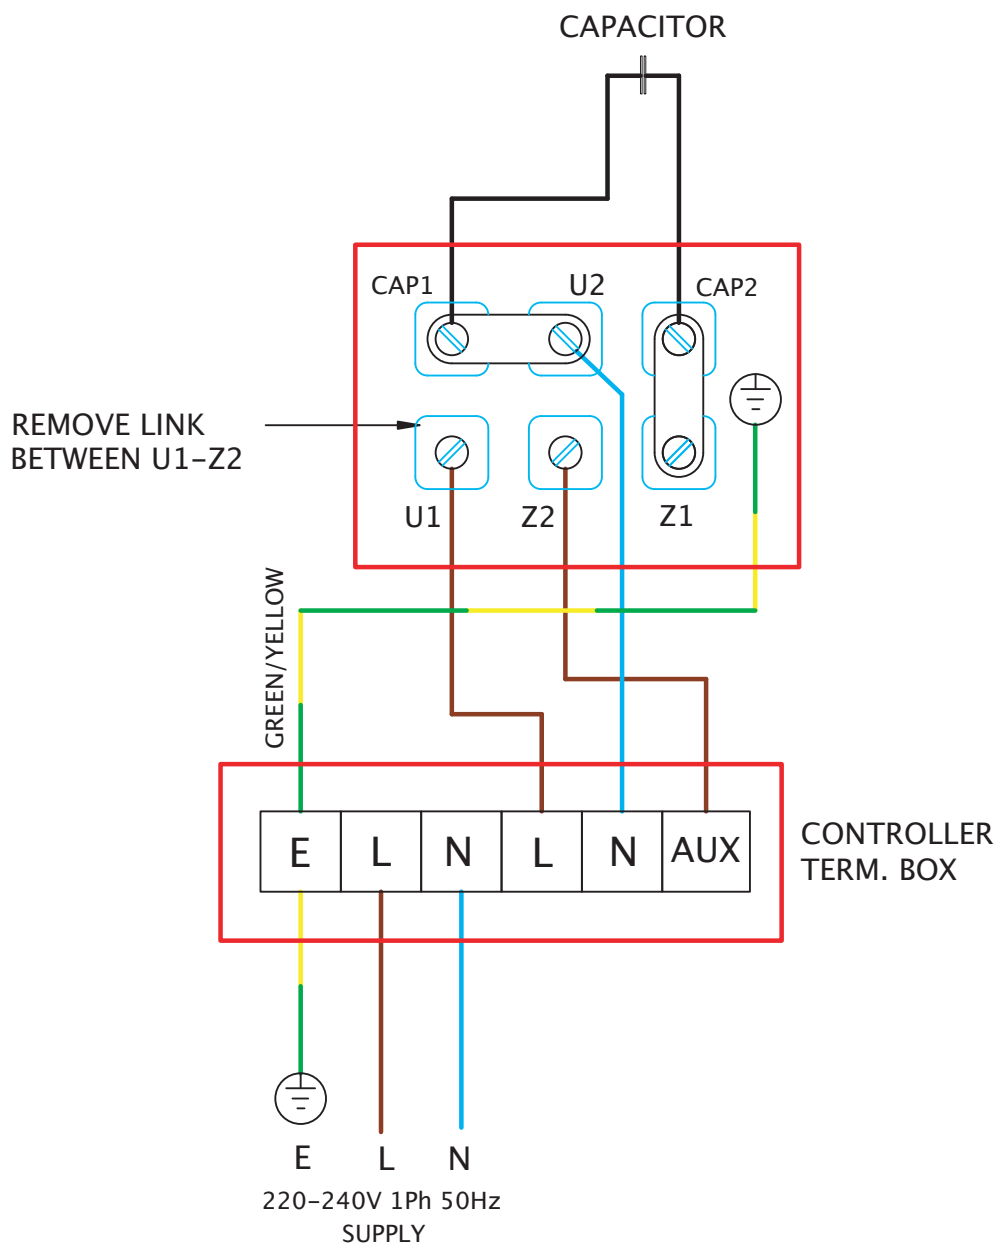 CAPACITOR
CAP1
U2
CAP2
REMOVE LINK
BETWEEN U1-Z2
U1
Z2
Z1
GREEN/YELLOW
E
L
N
L
N
AUX
CONTROLLER
TERM. BOX
E
L
N
220-240V 1Ph 50Hz
SUPPLY